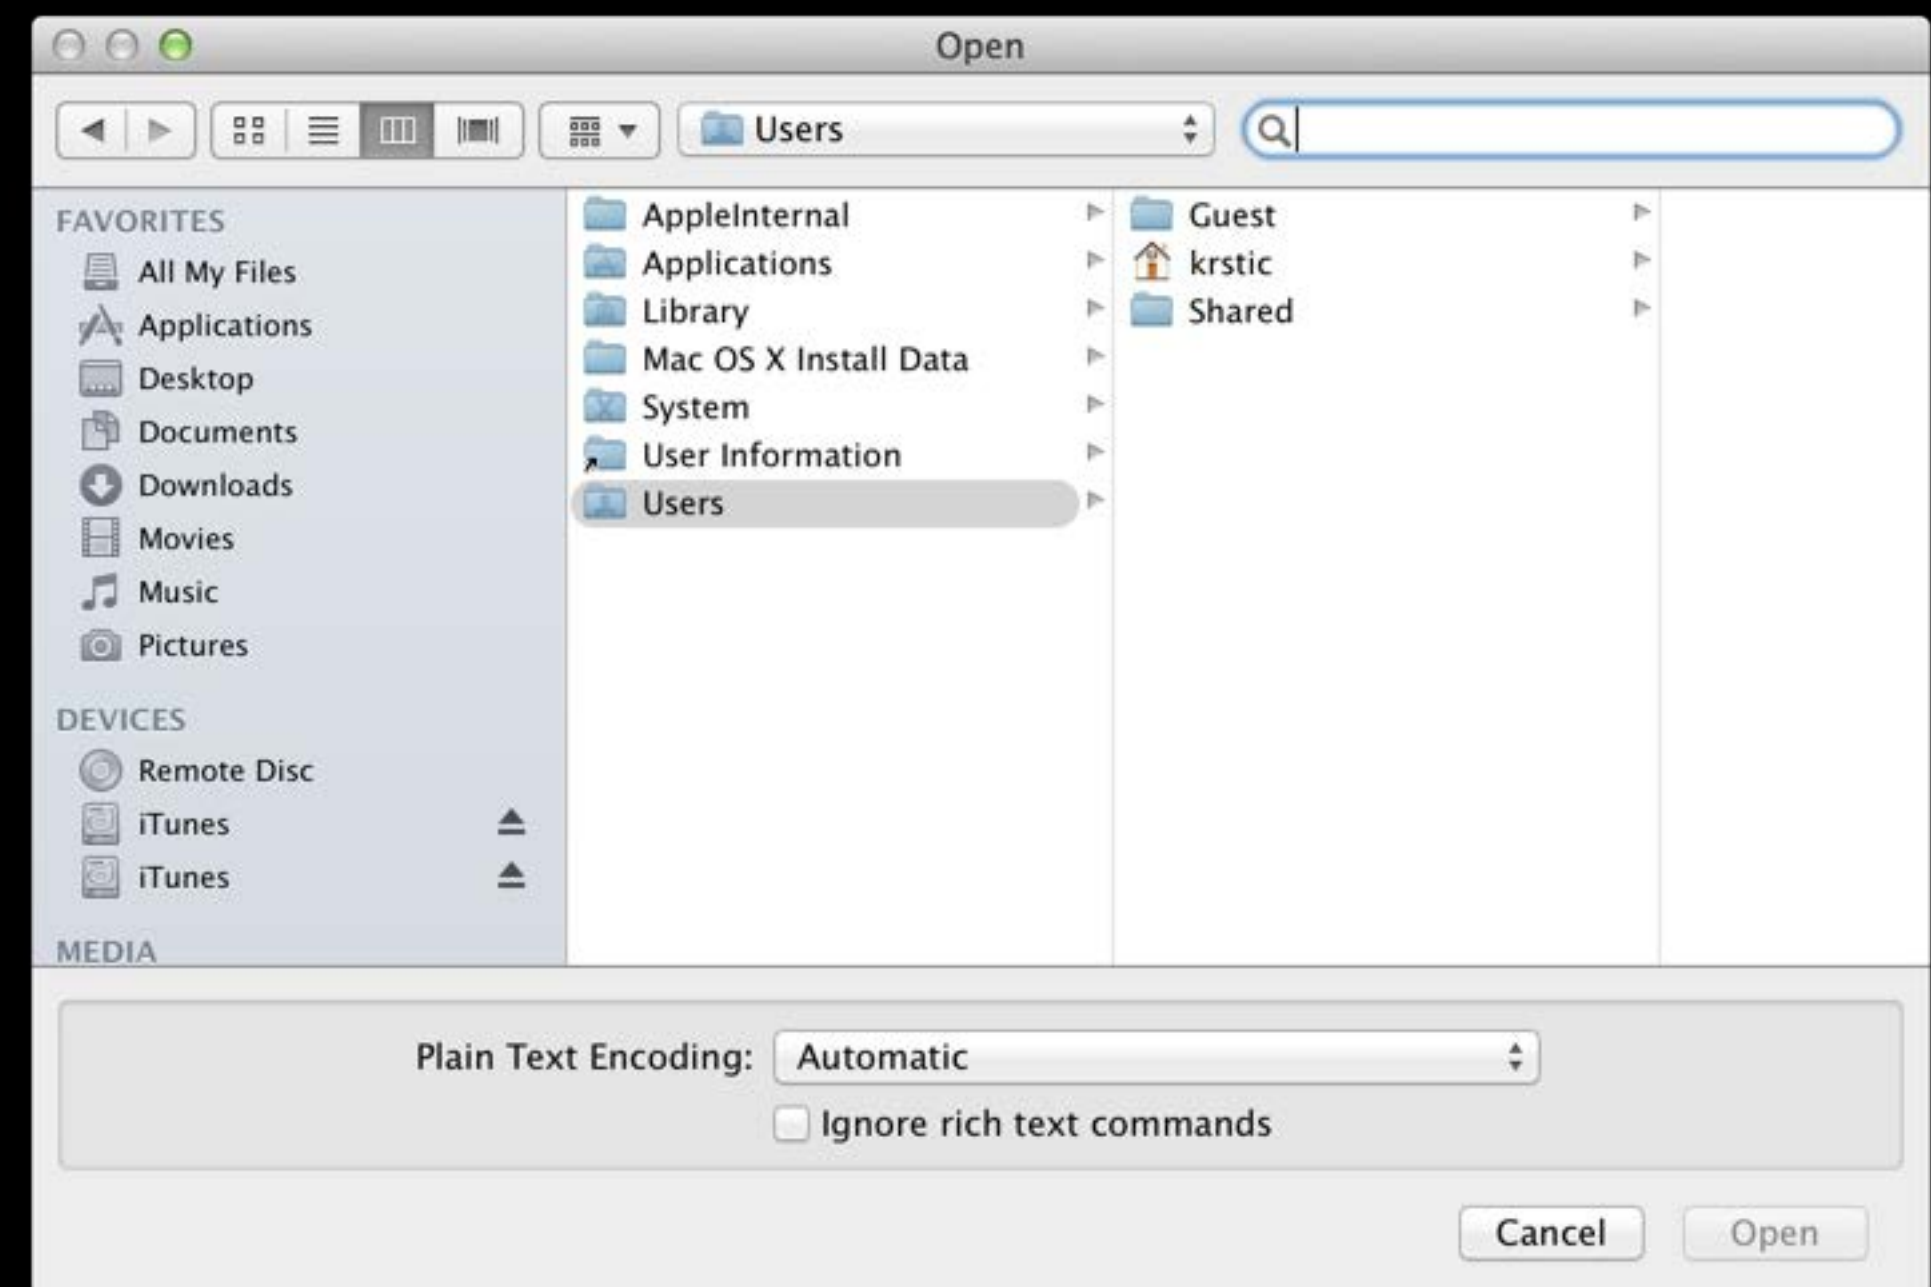 Open
Users
FAVORITES
All My Files
Applications
Desktop
Documents
Downloads
Movies
Music
Pictures
DEVICES
Remote Disc
iTunes
iTunes
MEDIA
AppleInternal
Applications
Library
Mac OS X Install Data
System
User Information
Users
Guest
krstic
Shared
Plain Text Encoding: Automatic
Ignore rich text commands
Cancel Open